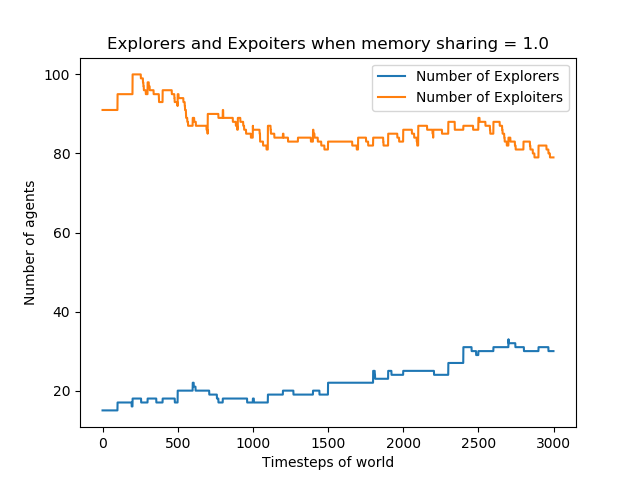 Explorers and Expoiters when memory sharing = 1.0
Number of Explorers
Number of Exploiters
Number of agents
100
80
60
40
20
0 500 1000 1500 2000 2500 3000
Timesteps of world